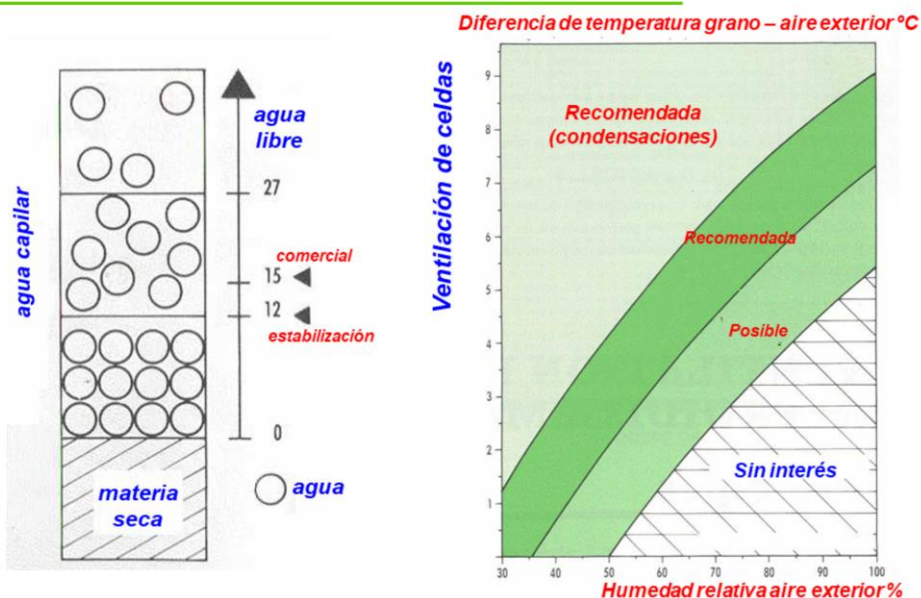 agua capilar
agua
libre
27
comercial
15
12
estabilización
0
materia
seca
agua
Diferencia de temperatura grano – aire exterior ºC
Ventilación de celdas
9
8
7
6
5
4
3
2
1
Recomendada
(condensaciones)
Recomendada
Posible
Sin interés
30
40
50
60
70
80
90
100
Humedad relativa aire exterior %